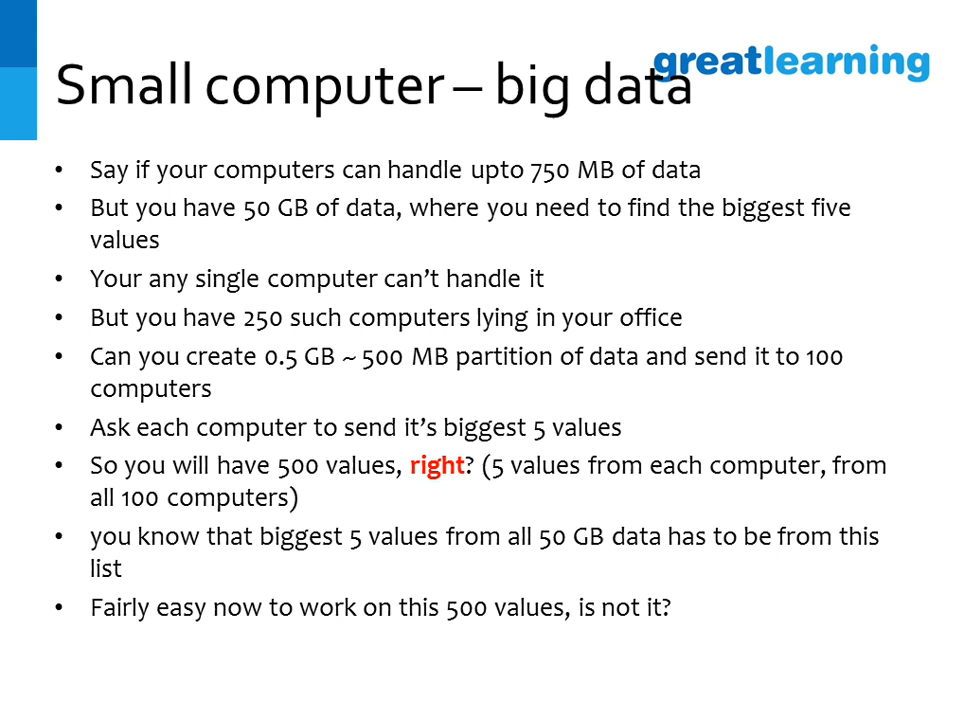 greatlearning
Small computer – big data
• Say if your computers can handle upto 750 MB of data
• But you have 50 GB of data, where you need to find the biggest five
values
• Your any single computer can't handle it
• But you have 250 such computers lying in your office
• Can you create 0.5 GB ~ 500 MB partition of data and send it to 100
computers
• Ask each computer to send it's biggest 5 values
• So you will have 500 values, right? (5 values from each computer, from
all 100 computers)
• you know that biggest 5 values from all 50 GB data has to be from this
list
• Fairly easy now to work on this 500 values, is not it?